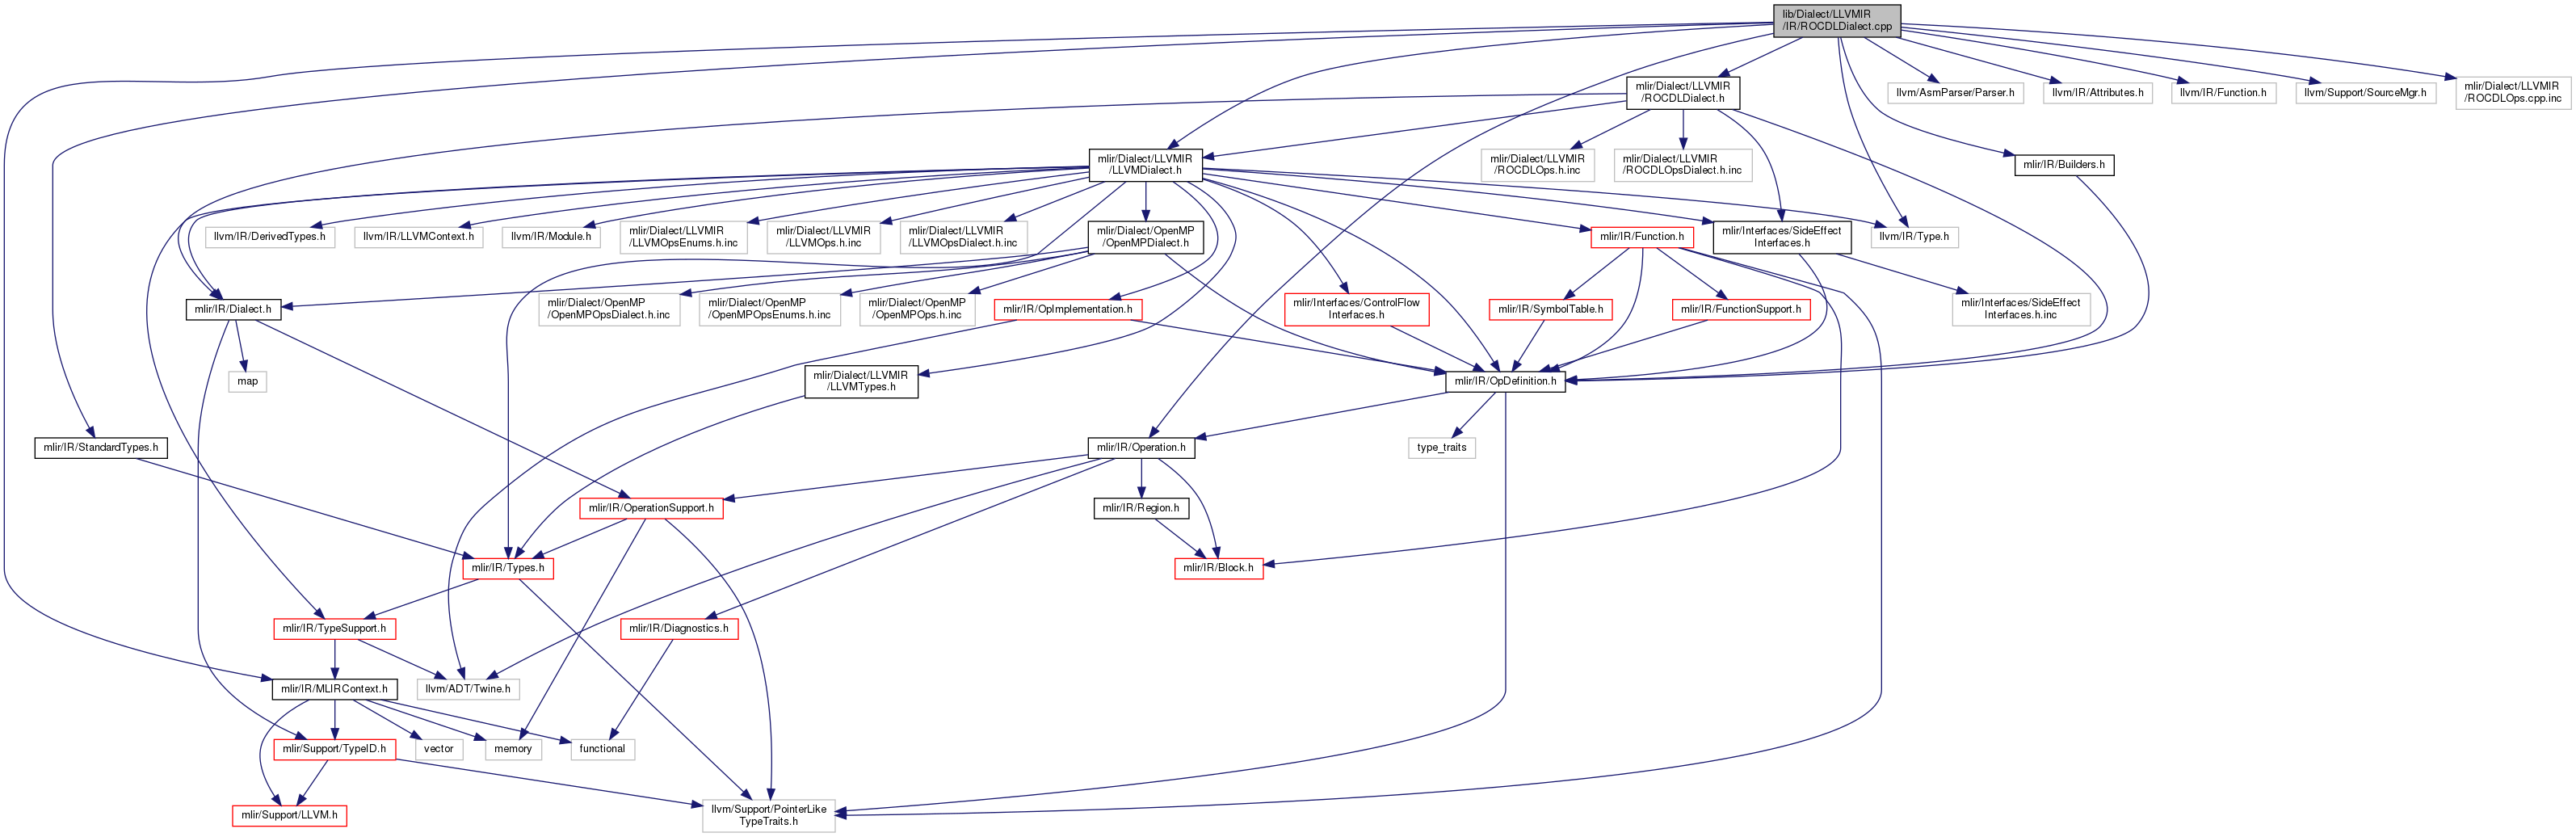 lib/Dialect/LLVMIR
/IR/ROCDLDialect.cpp
mlir/Dialect/LLVMIR
/ROCDLDialect.h
llvm/AsmParser/Parser.h
llvm/IR/Attributes.h
llvm/IR/Function.h
llvm/Support/SourceMgr.h
mlir/Dialect/LLVMIR
/ROCDLOps.cpp.inc
mlir/Dialect/LLVMIR
/LLVMDialect.h
mlir/Dialect/LLVMIR
/ROCDLOps.h.inc
mlir/Dialect/LLVMIR
/ROCDLOpsDialect.h.inc
mlir/IR/Builders.h
llvm/IR/DerivedTypes.h
llvm/IR/LLVMContext.h
llvm/IR/Module.h
mlir/Dialect/LLVMIR
/LLVMOpsEnums.h.inc
mlir/Dialect/LLVMIR
/LLVMOps.h.inc
mlir/Dialect/LLVMIR
/LLVMOpsDialect.h.inc
mlir/Dialect/OpenMP
/OpenMPDialect.h
mlir/IR/Function.h
mlir/Interfaces/SideEffect
Interfaces.h
llvm/IR/Type.h
mlir/IR/Dialect.h
mlir/Dialect/OpenMP
/OpenMPOpsDialect.h.inc
mlir/Dialect/OpenMP
/OpenMPOpsEnums.h.inc
mlir/Dialect/OpenMP
/OpenMPOps.h.inc
mlir/IR/OpImplementation.h
mlir/Interfaces/ControlFlow
Interfaces.h
mlir/IR/SymbolTable.h
mlir/IR/FunctionSupport.h
mlir/Interfaces/SideEffect
Interfaces.h.inc
map
mlir/Dialect/LLVMIR
/LLVMTypes.h
mlir/IR/OpDefinition.h
mlir/IR/StandardTypes.h
mlir/IR/Operation.h
type_traits
mlir/IR/OperationSupport.h
mlir/IR/Region.h
mlir/IR/Types.h
mlir/IR/Block.h
mlir/IR/TypeSupport.h
mlir/IR/Diagnostics.h
mlir/IR/MLIRContext.h
llvm/ADT/Twine.h
mlir/Support/TypeID.h
vector
memory
functional
mlir/Support/LLVM.h
llvm/Support/PointerLike
TypeTraits.h